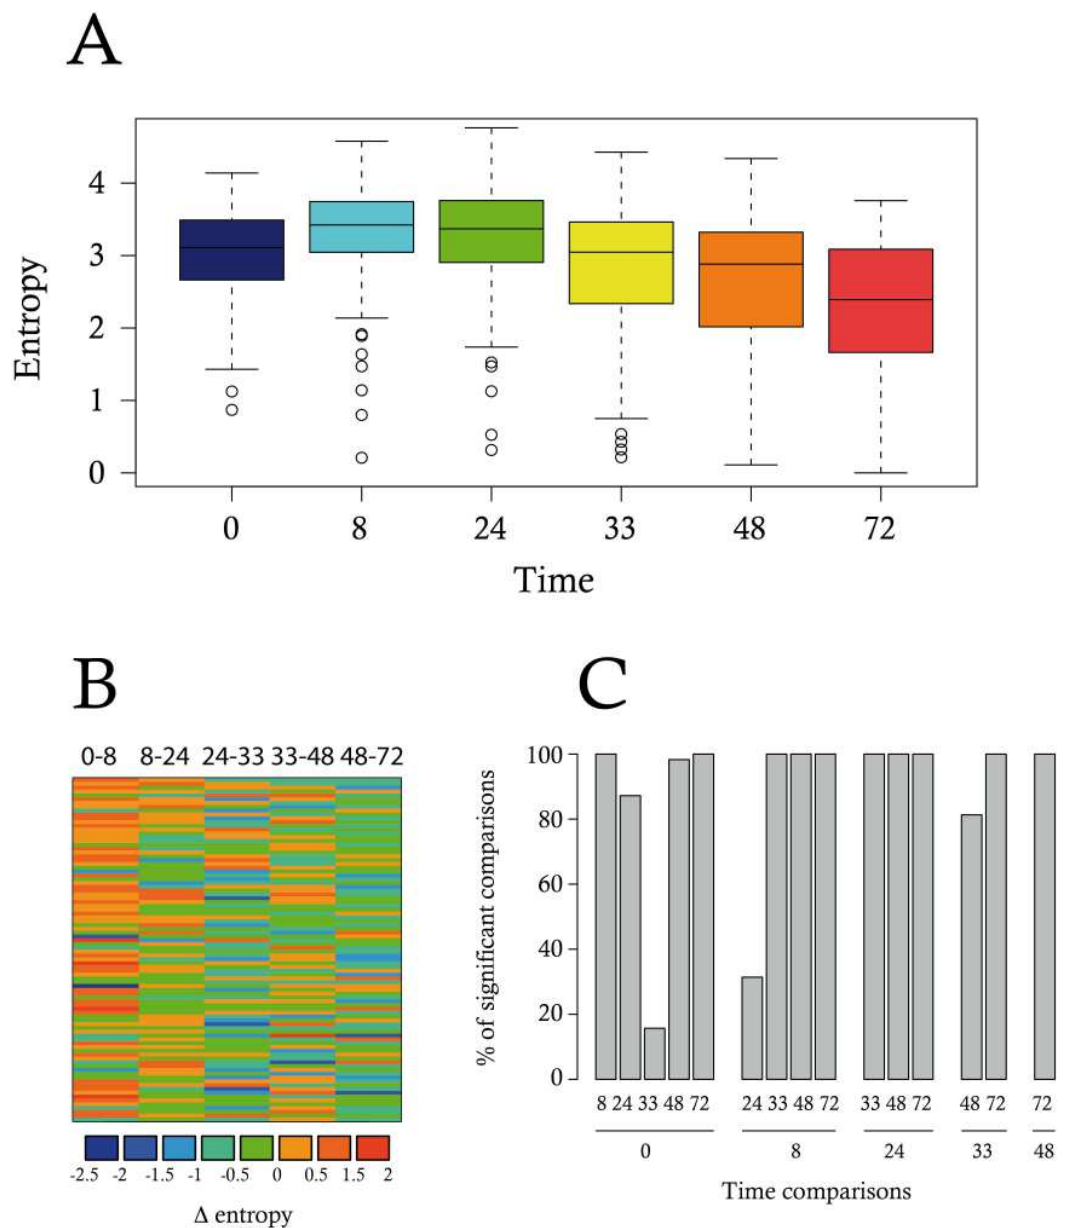 A
Entropy
4
3
2
1
0
0 8 24 33 48 72
Time
B
0-8 8-24 24-33 33-48 48-72
-2.5 -2 -1.5 -1 -0.5 0 0.5 1.5 2
Δ entropy
C
% of significant comparisons
100
80
60
40
20
0
8 24 33 48 72 24 33 48 72 33 48 72 48 72 72
0 8 24 33 48
Time comparisons